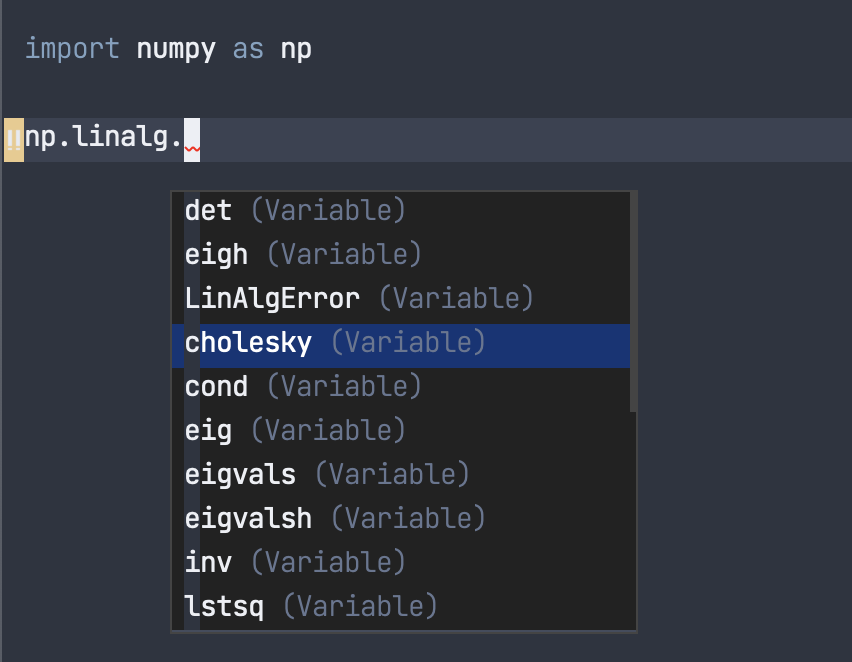 import numpy as np
!!np.linalg.
det (Variable)
eigh (Variable)
LinAlgError (Variable)
cholesky (Variable)
cond (Variable)
eig (Variable)
eigvals (Variable)
eigvalsh (Variable)
inv (Variable)
lstsq (Variable)